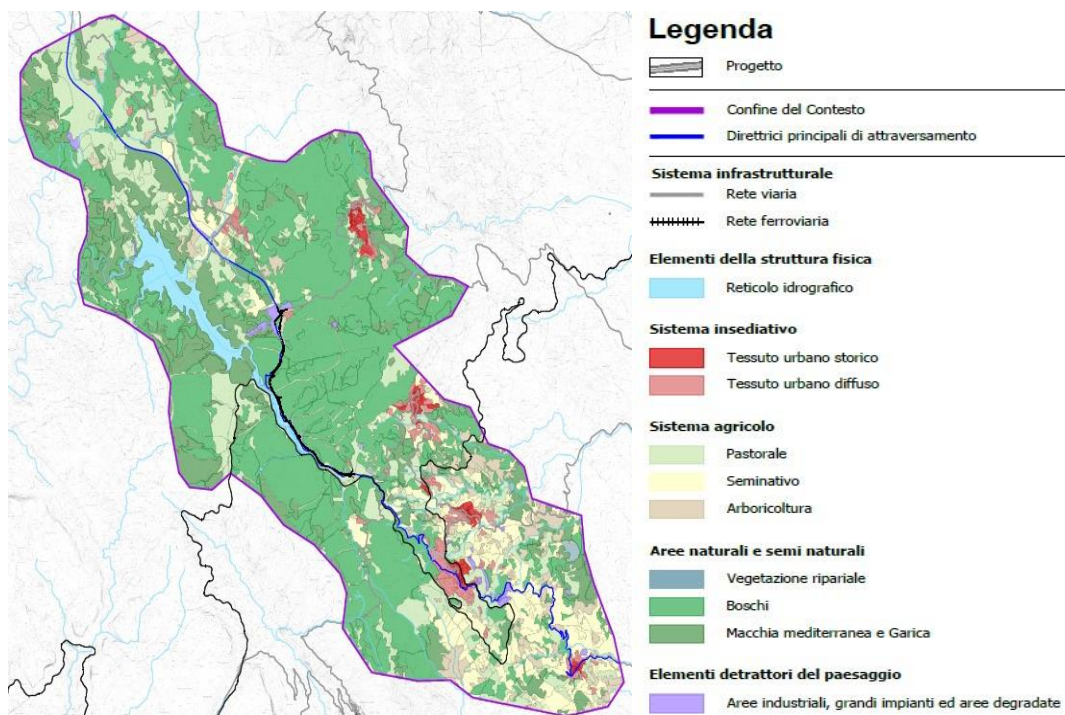 Legenda
Progetto
Confine del Contesto
Direttrici principali di attraversamento
Sistema infrastrutturale
Rete viaria
Rete ferroviaria
Elementi della struttura fisica
Reticolo idrografico
Sistema insediativo
Tessuto urbano storico
Tessuto urbano diffuso
Sistema agricolo
Pastorale
Seminativo
Arboricoltura
Aree naturali e semi naturali
Vegetazione ripariale
Boschi
Macchia mediterranea e Garica
Elementi detrattori del paesaggio
Aree industriali, grandi impianti ed aree degradate